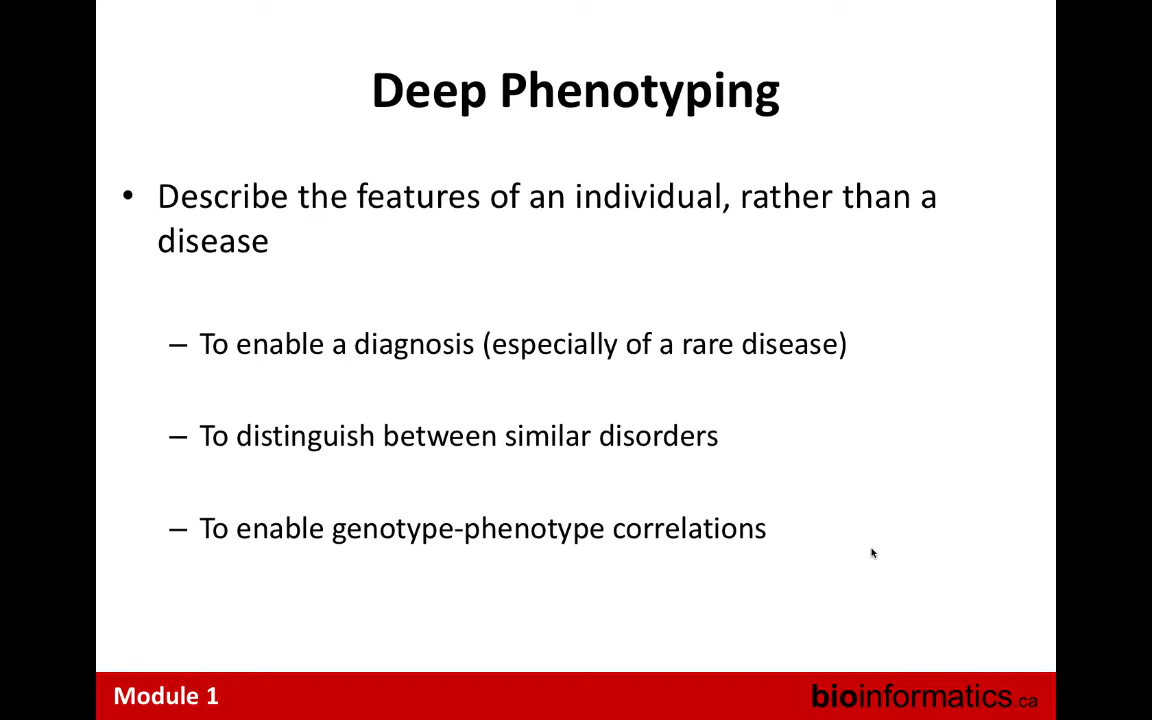 Deep Phenotyping
• Describe the features of an individual, rather than a
disease
– To enable a diagnosis (especially of a rare disease)
– To distinguish between similar disorders
– To enable genotype-phenotype correlations
Module 1
bioinformatics.ca